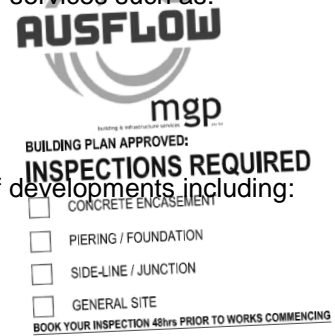 services such as:
AUSFLOW
mgp
building & infrastructure services
BUILDING PLAN APPROVED:
INSPECTIONS REQUIRED
developments including:
CONCRETE ENCASEMENT
PIERING / FOUNDATION
SIDE-LINE / JUNCTION
GENERAL SITE
BOOK YOUR INSPECTION 48hrs PRIOR TO WORKS COMMENCING